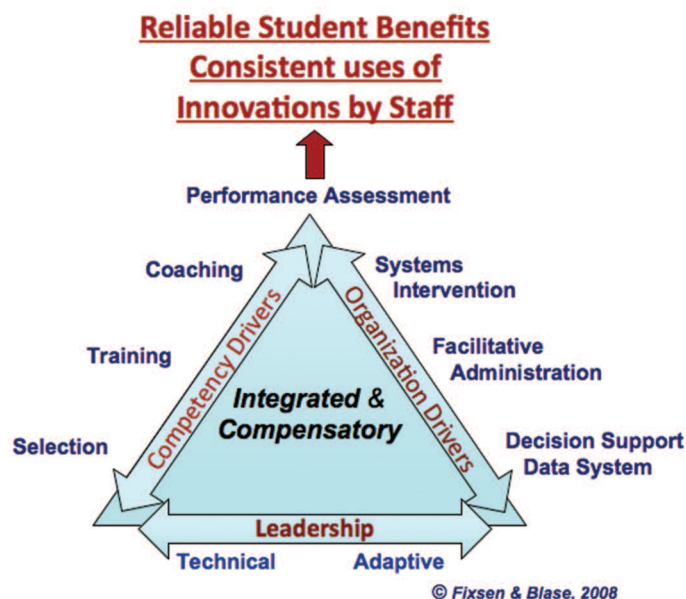 Reliable Student Benefits
Consistent uses of
Innovations by Staff
Performance Assessment
Coaching
Training
Selection
Competency Drivers
Systems
Intervention
Facilitative
Administration
Decision Support
Data System
Organization Drivers
Integrated &
Compensatory
Leadership
Technical Adaptive
© Fixsen & Blase, 2008